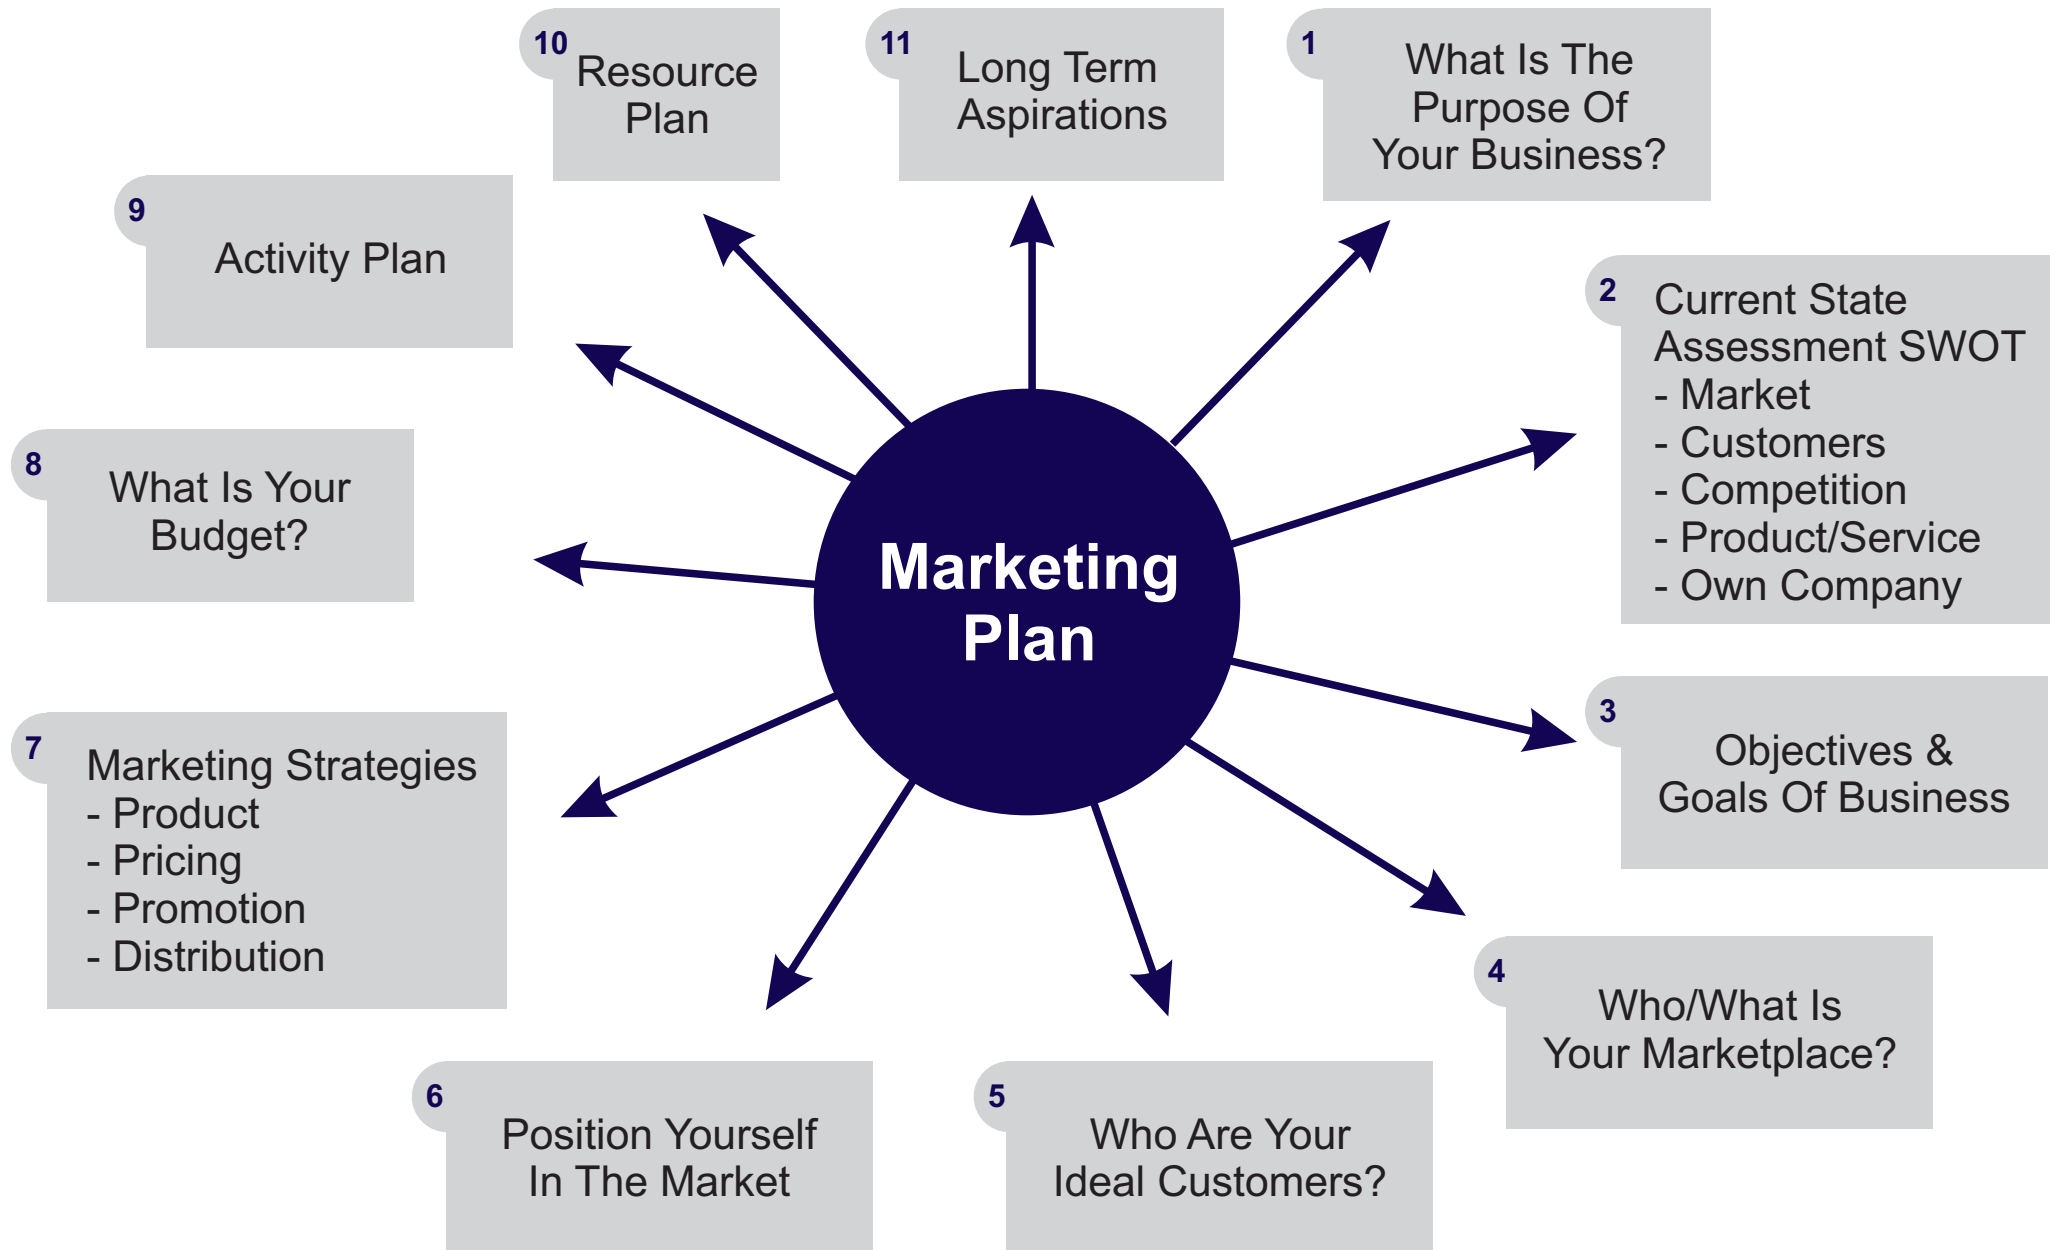 Marketing
Plan
1
What Is The
Purpose Of
Your Business?
2
Current State
Assessment SWOT
- Market
- Customers
- Competition
- Product/Service
- Own Company
3
Objectives &
Goals Of Business
4
Who/What Is
Your Marketplace?
5
Who Are Your
Ideal Customers?
6
Position Yourself
In The Market
7
Marketing Strategies
- Product
- Pricing
- Promotion
- Distribution
8
What Is Your
Budget?
9
Activity Plan
10
Resource
Plan
11
Long Term
Aspirations